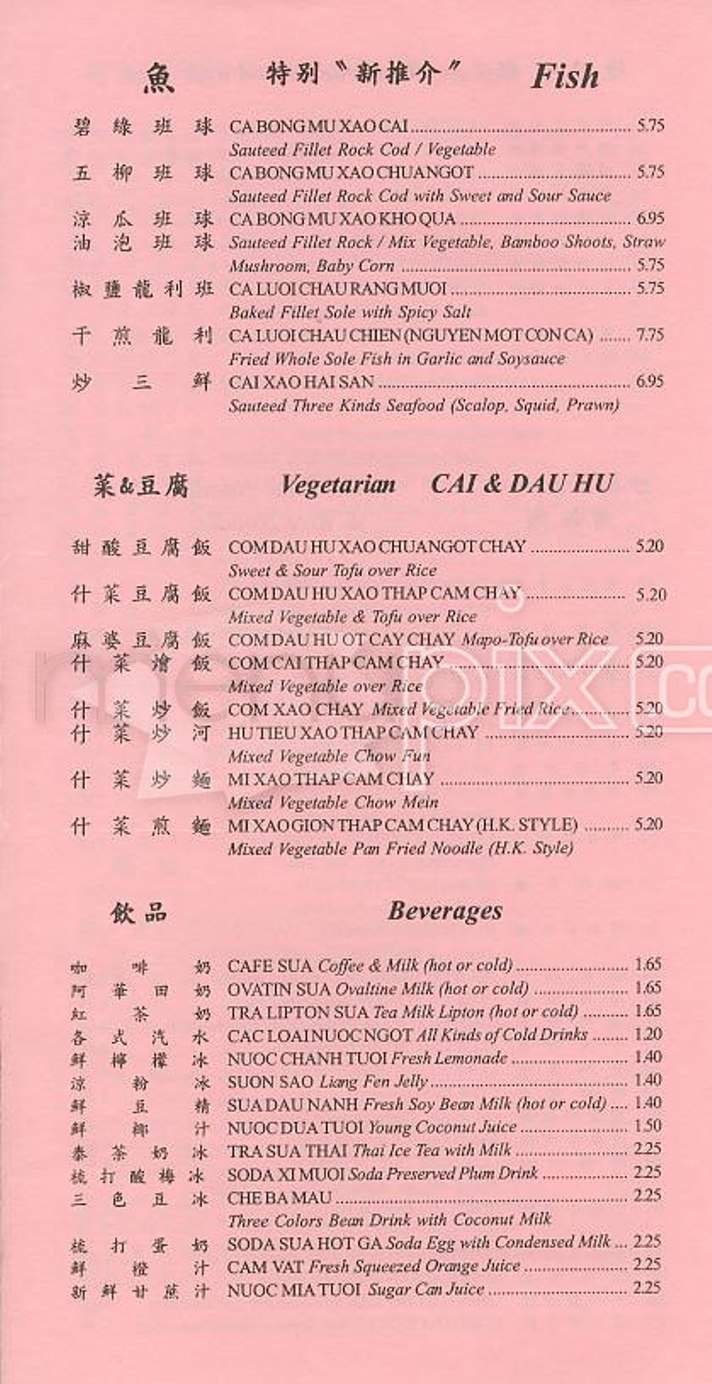 魚 特別〝新推介〞 Fish
碧綠班球 CA BONG MU XAO CAI 5.75
Sauteed Fillet Rock Cod / Vegetable
五柳班球 CA BONG MU XAO CHUANGOT 5.75
Sauteed Fillet Rock Cod with Sweet and Sour Sauce
涼瓜班球 CA BONG MU XAO KHO QUA 6.95
油泡班球 Sauteed Fillet Rock / Mix Vegetable, Bamboo Shoots, Straw
Mushroom, Baby Corn 5.75
椒鹽龍利班 CA LUOI CHAU RANG MUOI 5.75
Baked Fillet Sole with Spicy Salt
干煎龍利 CA LUOI CHAU CHIEN (NGUYEN MOT CON CA) 7.75
Fried Whole Sole Fish in Garlic and Soysauce
炒三鮮 CAI XAO HAI SAN 6.95
Sauteed Three Kinds Seafood (Scalop, Squid, Prawn)
菜&豆腐 Vegetarian CAI & DAU HU
甜酸豆腐飯 COM DAU HU XAO CHUANGOT CHAY 5.20
Sweet & Sour Tofu over Rice
什菜豆腐飯 COM DAU HU XAO THAP CAM CHAY 5.20
Mixed Vegetable & Tofu over Rice
麻婆豆腐飯 COM DAU HU OT CAY CHAY Mapo-Tofu over Rice 5.20
什菜燴飯 COM CAI THAP CAM CHAY 5.20
Mixed Vegetable over Rice
什菜炒飯 COM XAO CHAY Mixed Vegetable Fried Rice 5.20
什菜炒河 HU TIEU XAO THAP CAM CHAY 5.20
Mixed Vegetable Chow Fun
什菜炒麵 MI XAO THAP CAM CHAY 5.20
Mixed Vegetable Chow Mein
什菜煎麵 MI XAO GION THAP CAM CHAY (H.K. STYLE) 5.20
Mixed Vegetable Pan Fried Noodle (H.K. Style)
飲品 Beverages
咖啡奶 CAFE SUA Coffee & Milk (hot or cold) 1.65
阿華田奶 OVATIN SUA Ovaltine Milk (hot or cold) 1.65
紅茶奶 TRA LIPTON SUA Tea Milk Lipton (hot or cold) 1.65
各式汽水 CAC LOAI NUOC NGOT All Kinds of Cold Drinks 1.20
鮮檸檬冰 NUOC CHANH TUOI Fresh Lemonade 1.40
涼粉冰 SUON SAO Liang Fen Jelly 1.40
鮮豆精 SUA DAU NANH Fresh Soy Bean Milk (hot or cold) 1.40
鮮椰汁 NUOC DUA TUOI Young Coconut Juice 1.50
泰茶奶冰 TRA SUA THAI Thai Ice Tea with Milk 2.25
梳打酸梅冰 SODA XI MUOI Soda Preserved Plum Drink 2.25
三色豆冰 CHE BA MAU 2.25
Three Colors Bean Drink with Coconut Milk
梳打蛋奶 SODA SUA HOT GA Soda Egg with Condensed Milk 2.25
鮮橙汁 CAM VAT Fresh Squeezed Orange Juice 2.25
新鮮甘蔗汁 NUOC MIA TUOI Sugar Can Juice 2.25